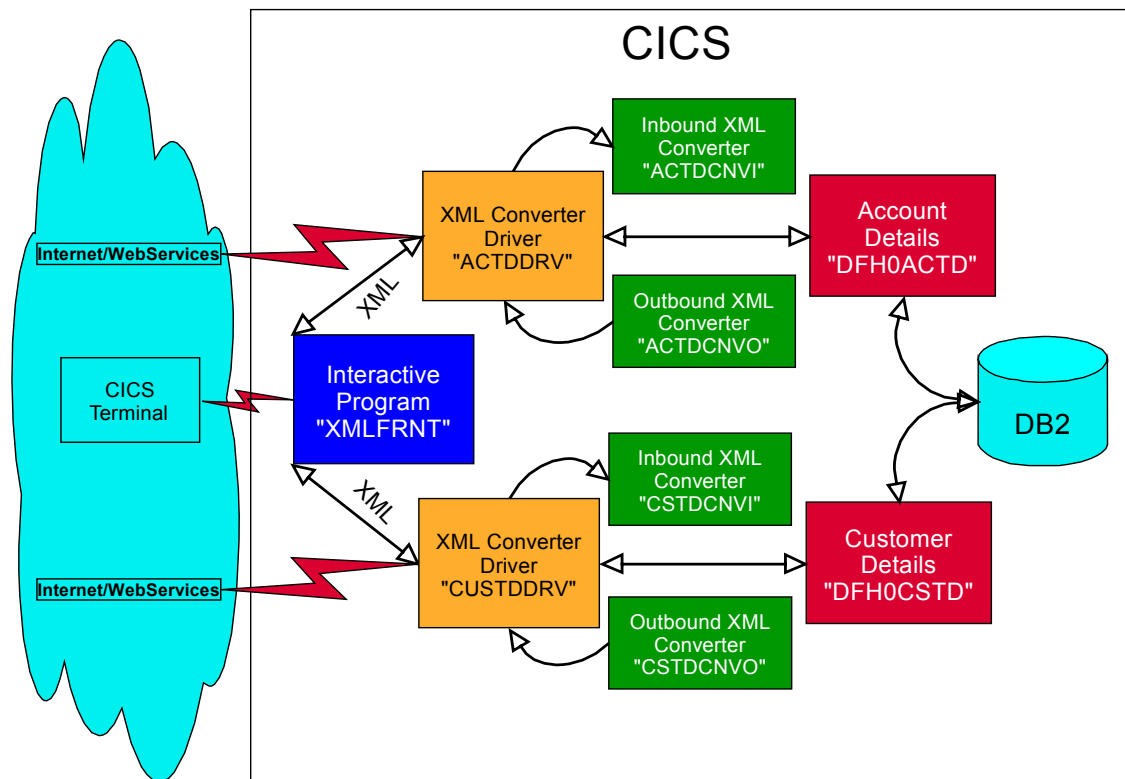 CICS
Inbound XML
Converter
"ACTDCNVI"
XML Converter
Driver
"ACTDDRV"
Account
Details
"DFH0ACTD"
Internet/WebServices
XML
Outbound XML
Converter
"ACTDCNVO"
CICS
Terminal
Interactive
Program
"XMLFRNT"
DB2
Inbound XML
Converter
"CSTDCNVI"
XML
XML Converter
Driver
"CUSTDDRV"
Customer
Details
"DFH0CSTD"
Internet/WebServices
Outbound XML
Converter
"CSTDCNVO"